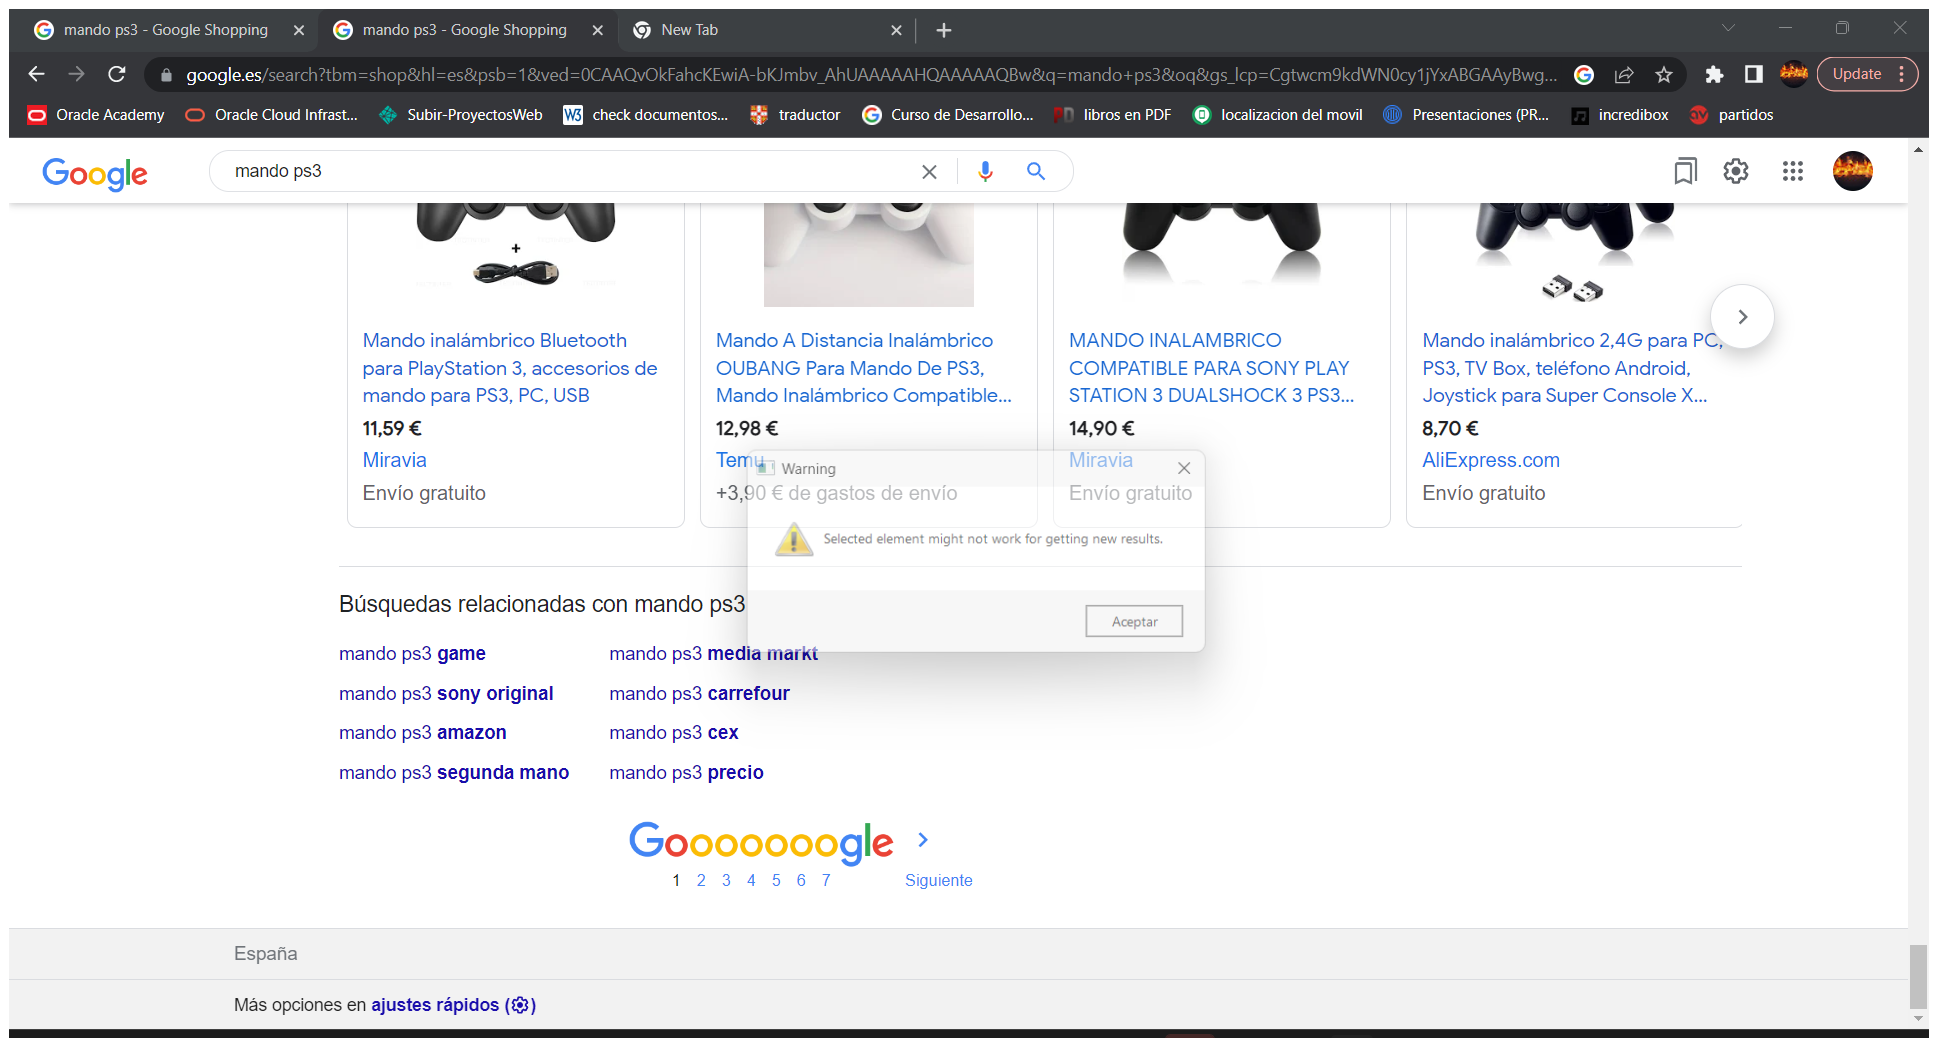 mando ps3 - Google Shopping
mando ps3 - Google Shopping
New Tab
google.es/search?tbm=shop&hl=es&psb=1&ved=0CAAQvOkFahcKEwiA-bKJmbv_AhUAAAAAHQAAAAAQBw&q=mando+ps3&oq&gs_lcp=Cgtwcm9kdWN0cy1jYxABGAAyBwg...
Update
Oracle Academy
Oracle Cloud Infrast...
Subir-ProyectosWeb
W3 check documentos...
traductor
Curso de Desarrollo...
libros en PDF
localizacion del movil
Presentaciones (PR...
incredibox
partidos
Google
mando ps3
Mando inalámbrico Bluetooth
para PlayStation 3, accesorios de
mando para PS3, PC, USB
11,59 €
Miravia
Envío gratuito
Mando A Distancia Inalámbrico
OUBANG Para Mando De PS3,
Mando Inalámbrico Compatible...
12,98 €
Temu
+3,90 € de gastos de envío
MANDO INALAMBRICO
COMPATIBLE PARA SONY PLAY
STATION 3 DUALSHOCK 3 PS3...
14,90 €
Miravia
Envío gratuito
Mando inalámbrico 2,4G para PC,
PS3, TV Box, teléfono Android,
Joystick para Super Console X...
8,70 €
AliExpress.com
Envío gratuito
Warning
Selected element might not work for getting new results.
Aceptar
Búsquedas relacionadas con mando ps3
mando ps3 game
mando ps3 media markt
mando ps3 sony original
mando ps3 carrefour
mando ps3 amazon
mando ps3 cex
mando ps3 segunda mano
mando ps3 precio
Goooooooogle
1 2 3 4 5 6 7 Siguiente
España
Más opciones en ajustes rápidos ( )